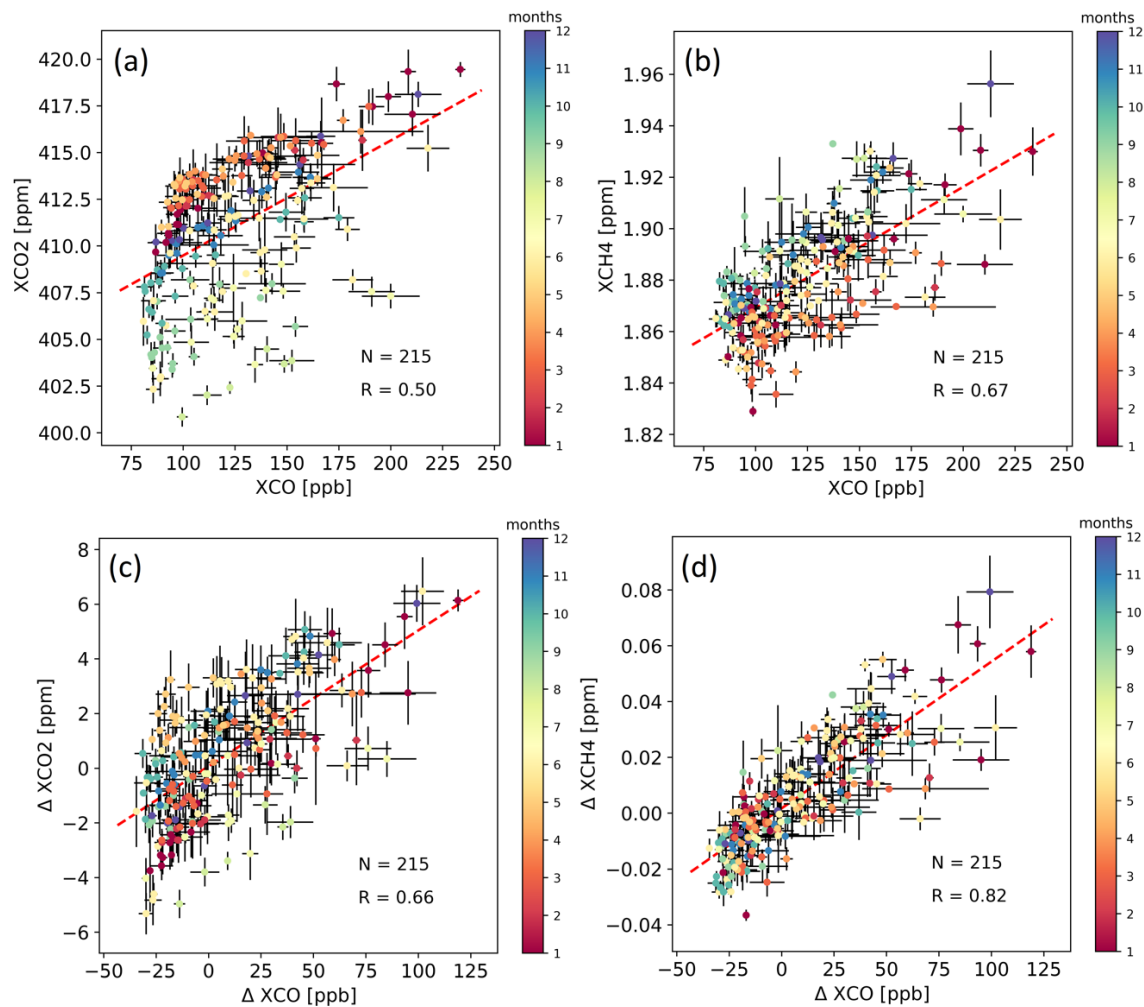 months
(a)
420.0
417.5
415.0
412.5
410.0
407.5
405.0
402.5
400.0
XCO2 [ppm]
N = 215
R = 0.50
75 100 125 150 175 200 225 250
XCO [ppb]
12
11
10
9
8
7
6
5
4
3
2
1
months
(b)
1.96
1.94
1.92
1.90
1.88
1.86
1.84
1.82
XCH4 [ppm]
N = 215
R = 0.67
75 100 125 150 175 200 225 250
XCO [ppb]
12
11
10
9
8
7
6
5
4
3
2
1
months
(c)
8
6
4
2
0
−2
−4
−6
Δ XCO2 [ppm]
N = 215
R = 0.66
−50 −25 0 25 50 75 100 125
Δ XCO [ppb]
12
11
10
9
8
7
6
5
4
3
2
1
months
(d)
0.08
0.06
0.04
0.02
0.00
−0.02
−0.04
Δ XCH4 [ppm]
N = 215
R = 0.82
−50 −25 0 25 50 75 100 125
Δ XCO [ppb]
12
11
10
9
8
7
6
5
4
3
2
1